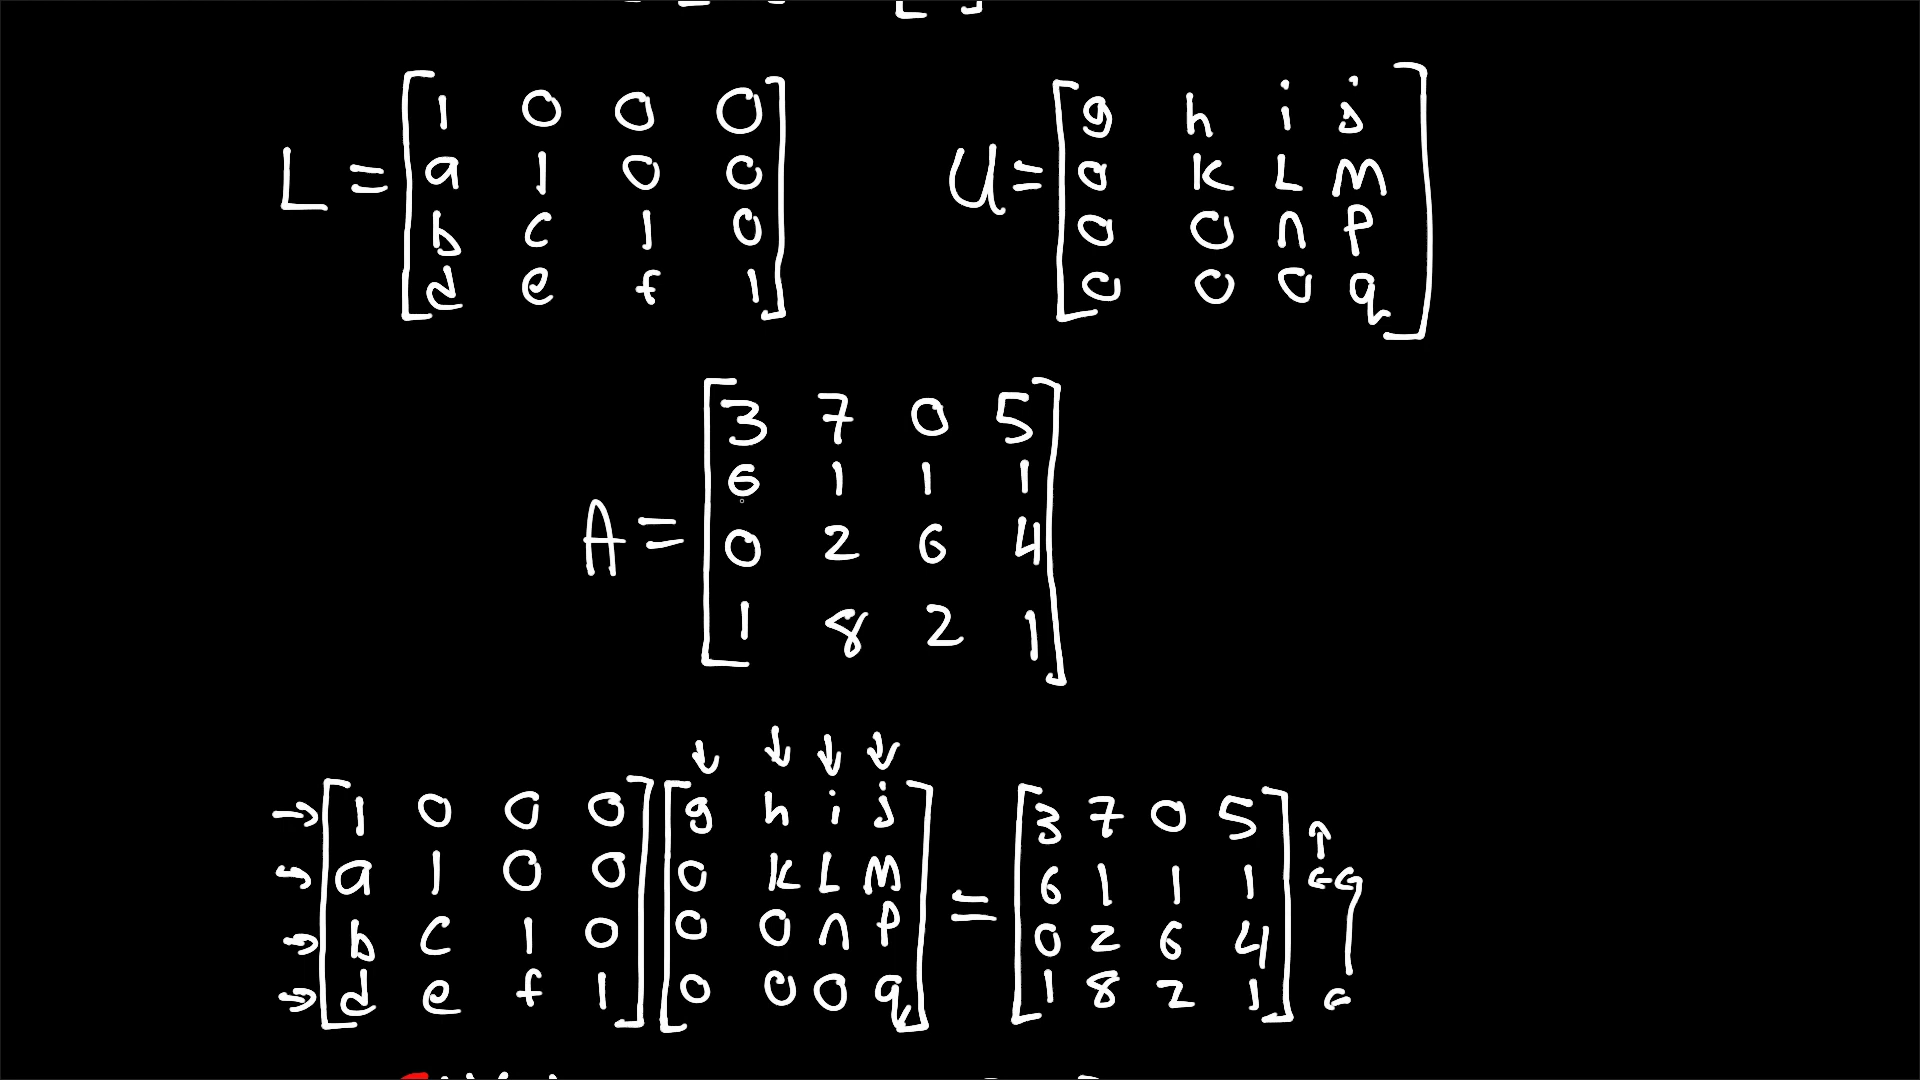 L = [1 0 0 0
a 1 0 0
b c 1 0
d e f 1]
U = [g h i j
0 K L M
0 0 n P
0 0 0 q]
A = [3 7 0 5
6 1 1 1
0 2 6 4
1 8 2 1]
↓ ↓ ↓ ↓
→ [1 0 0 0] [g h i j] [3 7 0 5]
→ [a 1 0 0] [0 K L M] = [6 1 1 1]
→ [b c 1 0] [0 0 n P] [0 2 6 4]
→ [d e f 1] [0 0 0 q] [1 8 2 1]